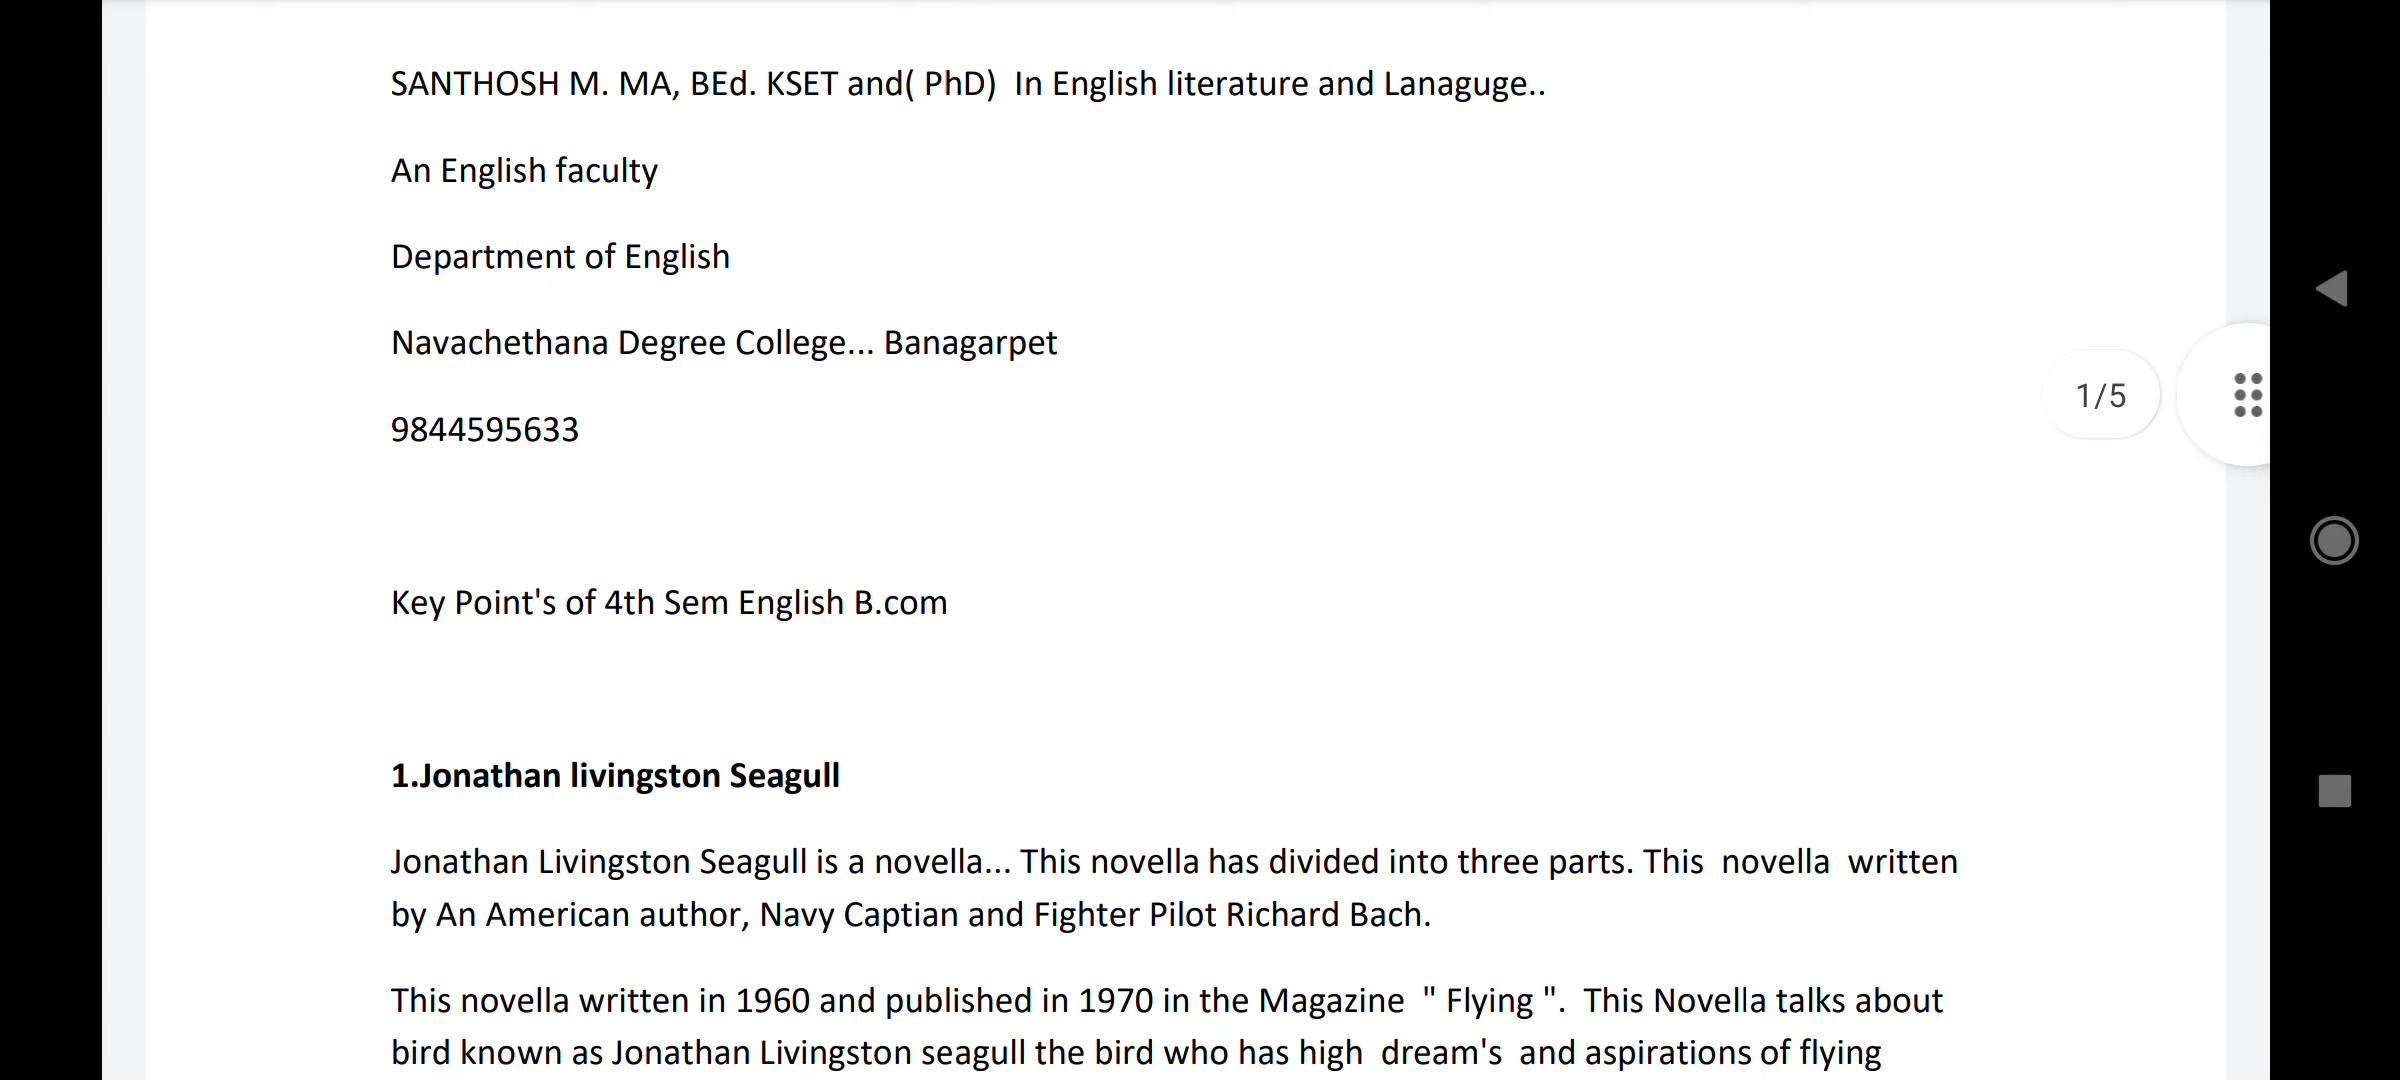 SANTHOSH M. MA, BEd. KSET and( PhD)  In English literature and Lanaguge..
An English faculty
Department of English
Navachethana Degree College... Banagarpet
9844595633
1/5
Key Point's of 4th Sem English B.com
1.Jonathan livingston Seagull
Jonathan Livingston Seagull is a novella... This novella has divided into three parts. This  novella  written
by An American author, Navy Captian and Fighter Pilot Richard Bach.
This novella written in 1960 and published in 1970 in the Magazine  " Flying ".  This Novella talks about
bird known as Jonathan Livingston seagull the bird who has high  dream's  and aspirations of flying